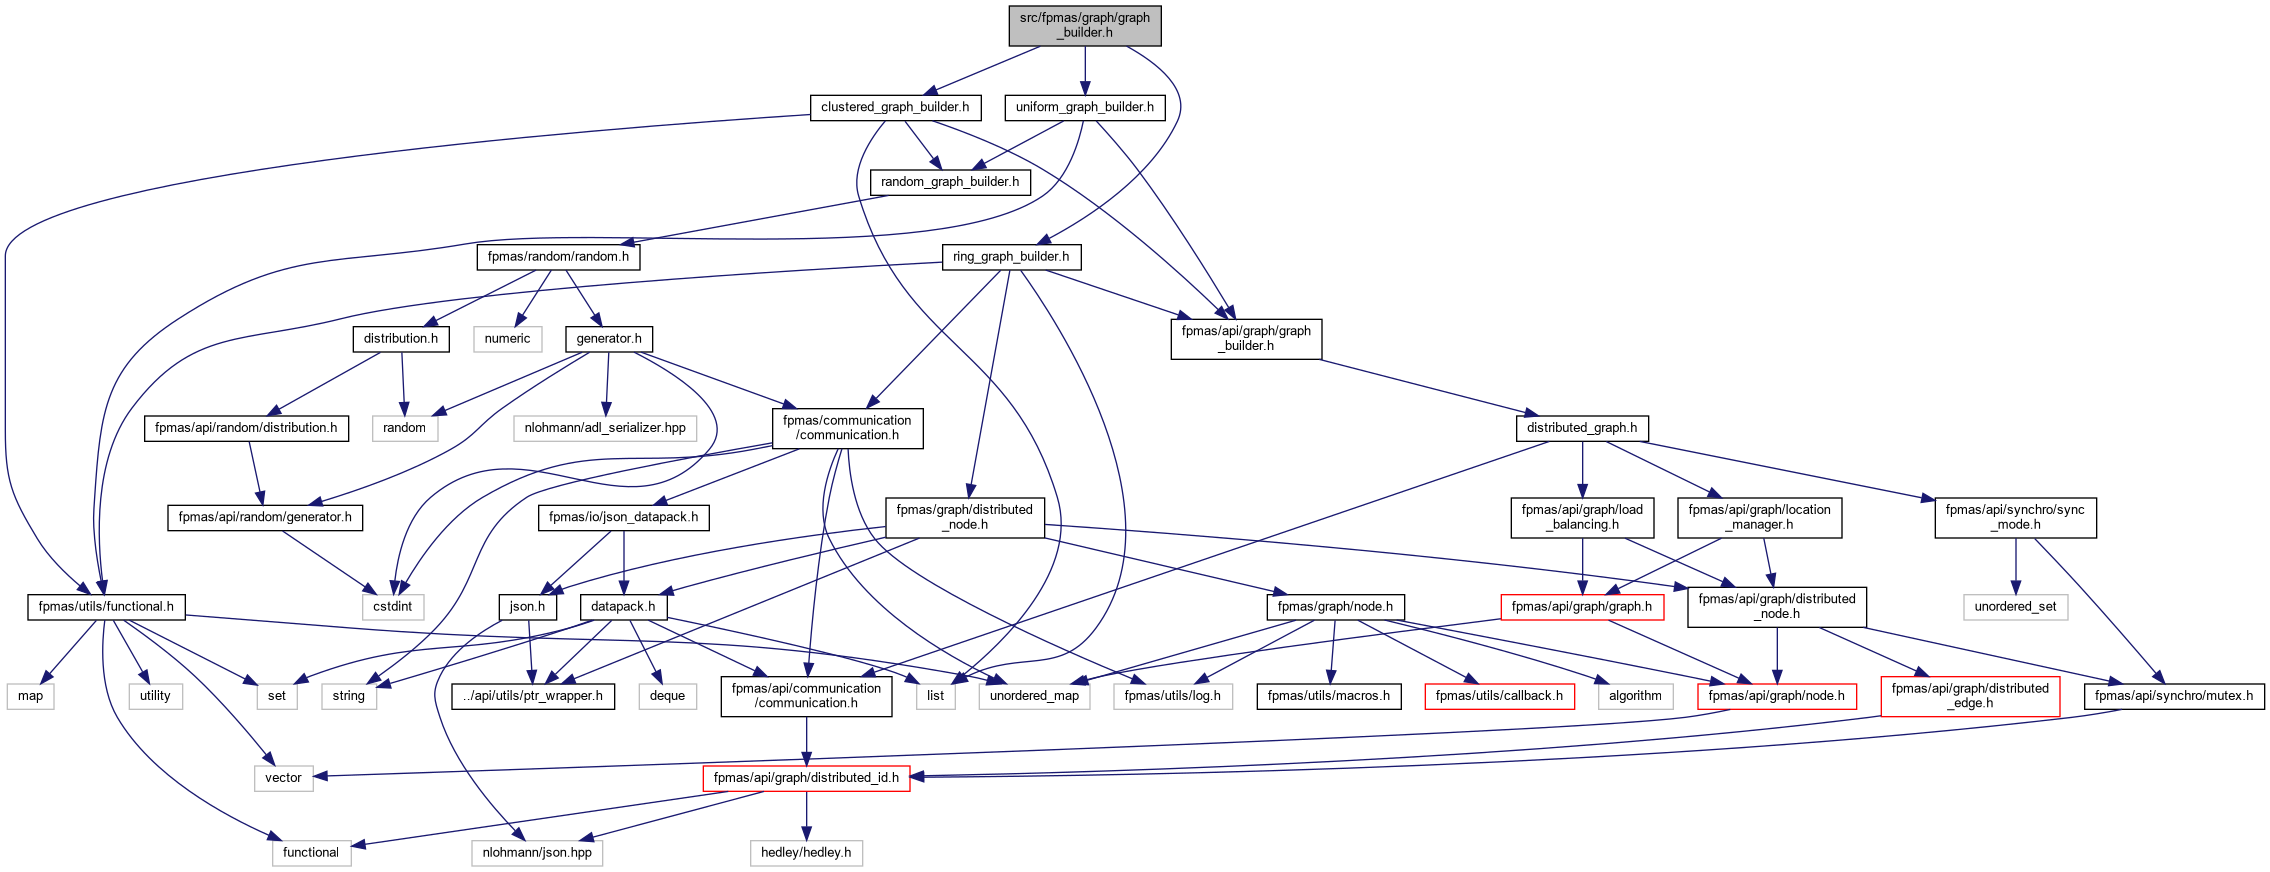 src/fpmas/graph/graph
_builder.h
clustered_graph_builder.h
uniform_graph_builder.h
random_graph_builder.h
fpmas/random/random.h
ring_graph_builder.h
distribution.h
numeric
generator.h
fpmas/api/graph/graph
_builder.h
fpmas/api/random/distribution.h
random
nlohmann/adl_serializer.hpp
fpmas/communication
/communication.h
distributed_graph.h
fpmas/api/random/generator.h
fpmas/io/json_datapack.h
fpmas/graph/distributed
_node.h
fpmas/api/graph/load
_balancing.h
fpmas/api/graph/location
_manager.h
fpmas/api/synchro/sync
_mode.h
fpmas/utils/functional.h
cstdint
json.h
datapack.h
fpmas/graph/node.h
fpmas/api/graph/graph.h
fpmas/api/graph/distributed
_node.h
unordered_set
map
utility
set
string
../api/utils/ptr_wrapper.h
deque
fpmas/api/communication
/communication.h
list
unordered_map
fpmas/utils/log.h
fpmas/utils/macros.h
fpmas/utils/callback.h
algorithm
fpmas/api/graph/node.h
fpmas/api/graph/distributed
_edge.h
fpmas/api/synchro/mutex.h
vector
fpmas/api/graph/distributed_id.h
functional
nlohmann/json.hpp
hedley/hedley.h